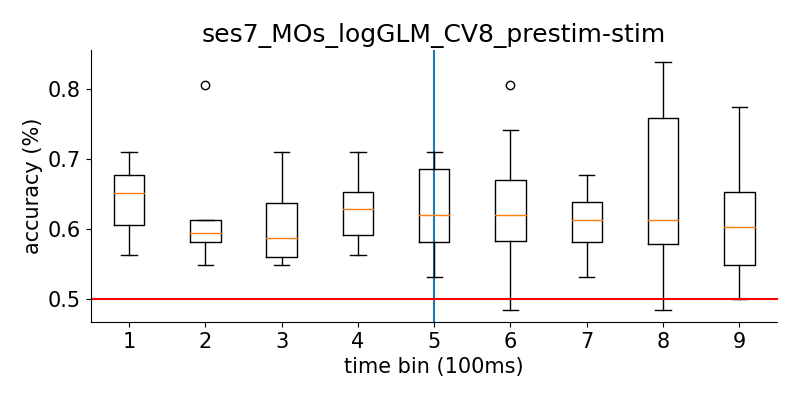 ses7_MOs_logGLM_CV8_prestim-stim
accuracy (%)
0.8
0.7
0.6
0.5
1 2 3 4 5 6 7 8 9
time bin (100ms)